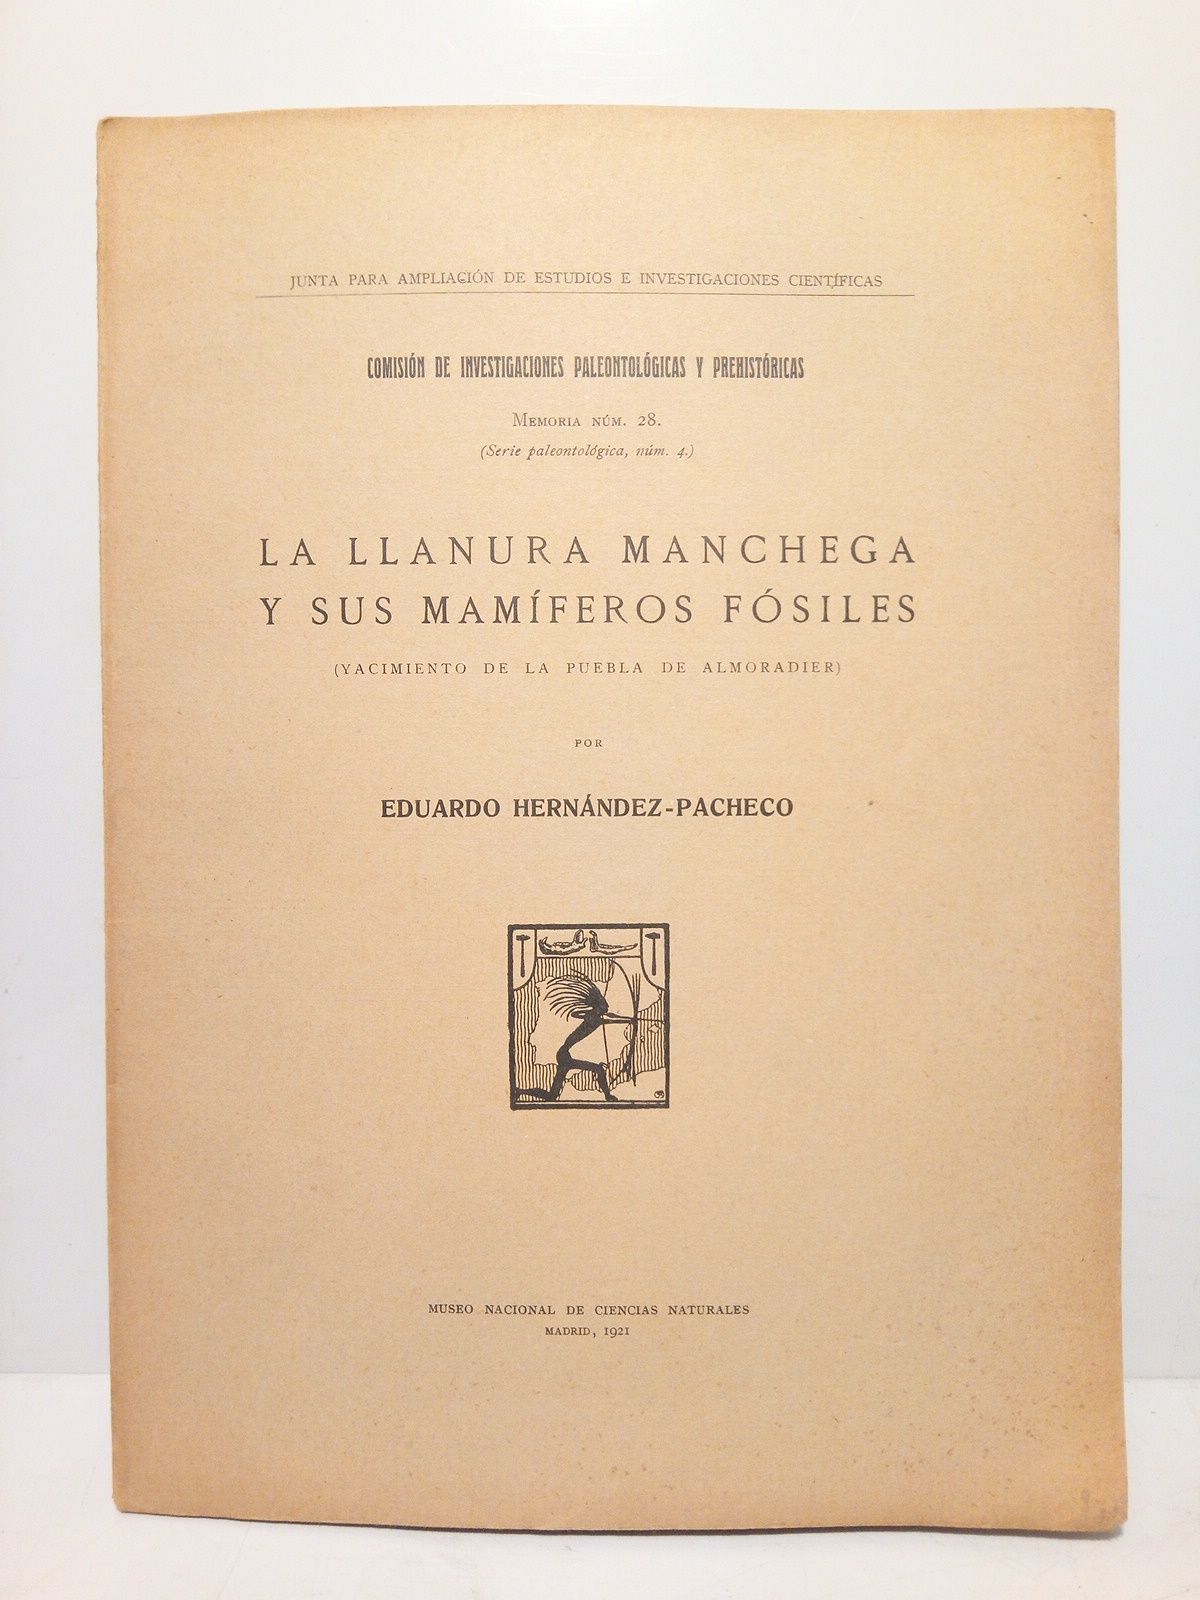 JUNTA PARA AMPLIACIÓN DE ESTUDIOS E INVESTIGACIONES CIENTÍFICAS
COMISIÓN DE INVESTIGACIONES PALEONTOLÓGICAS Y PREHISTÓRICAS
MEMORIA NÚM. 28.
(Serie paleontológica, núm. 4.)
LA LLANURA MANCHEGA
Y SUS MAMÍFEROS FÓSILES
(YACIMIENTO DE LA PUEBLA DE ALMORADIER)
POR
EDUARDO HERNÁNDEZ-PACHECO
MUSEO NACIONAL DE CIENCIAS NATURALES
MADRID, 1921